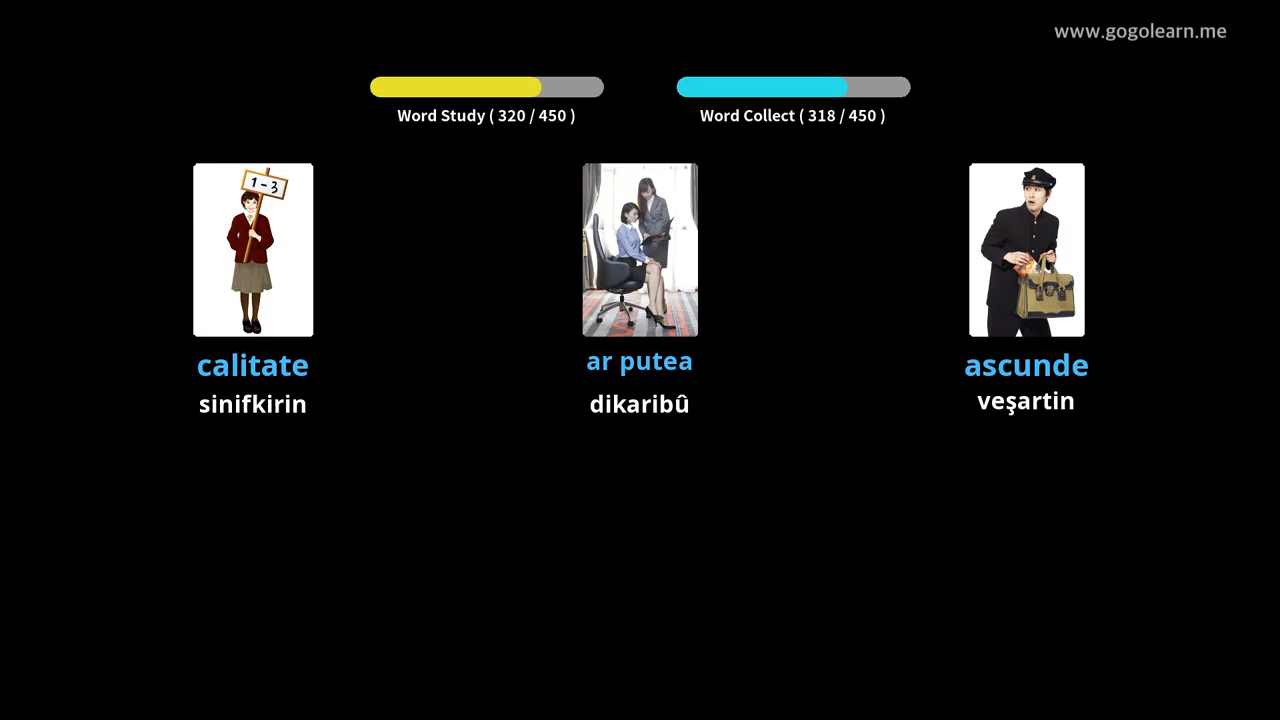 www.gogolearn.me
Word Study ( 320 / 450 )
Word Collect ( 318 / 450 )
1-3
calitate
ar putea
ascunde
sinifkirin
dikaribû
veşartin